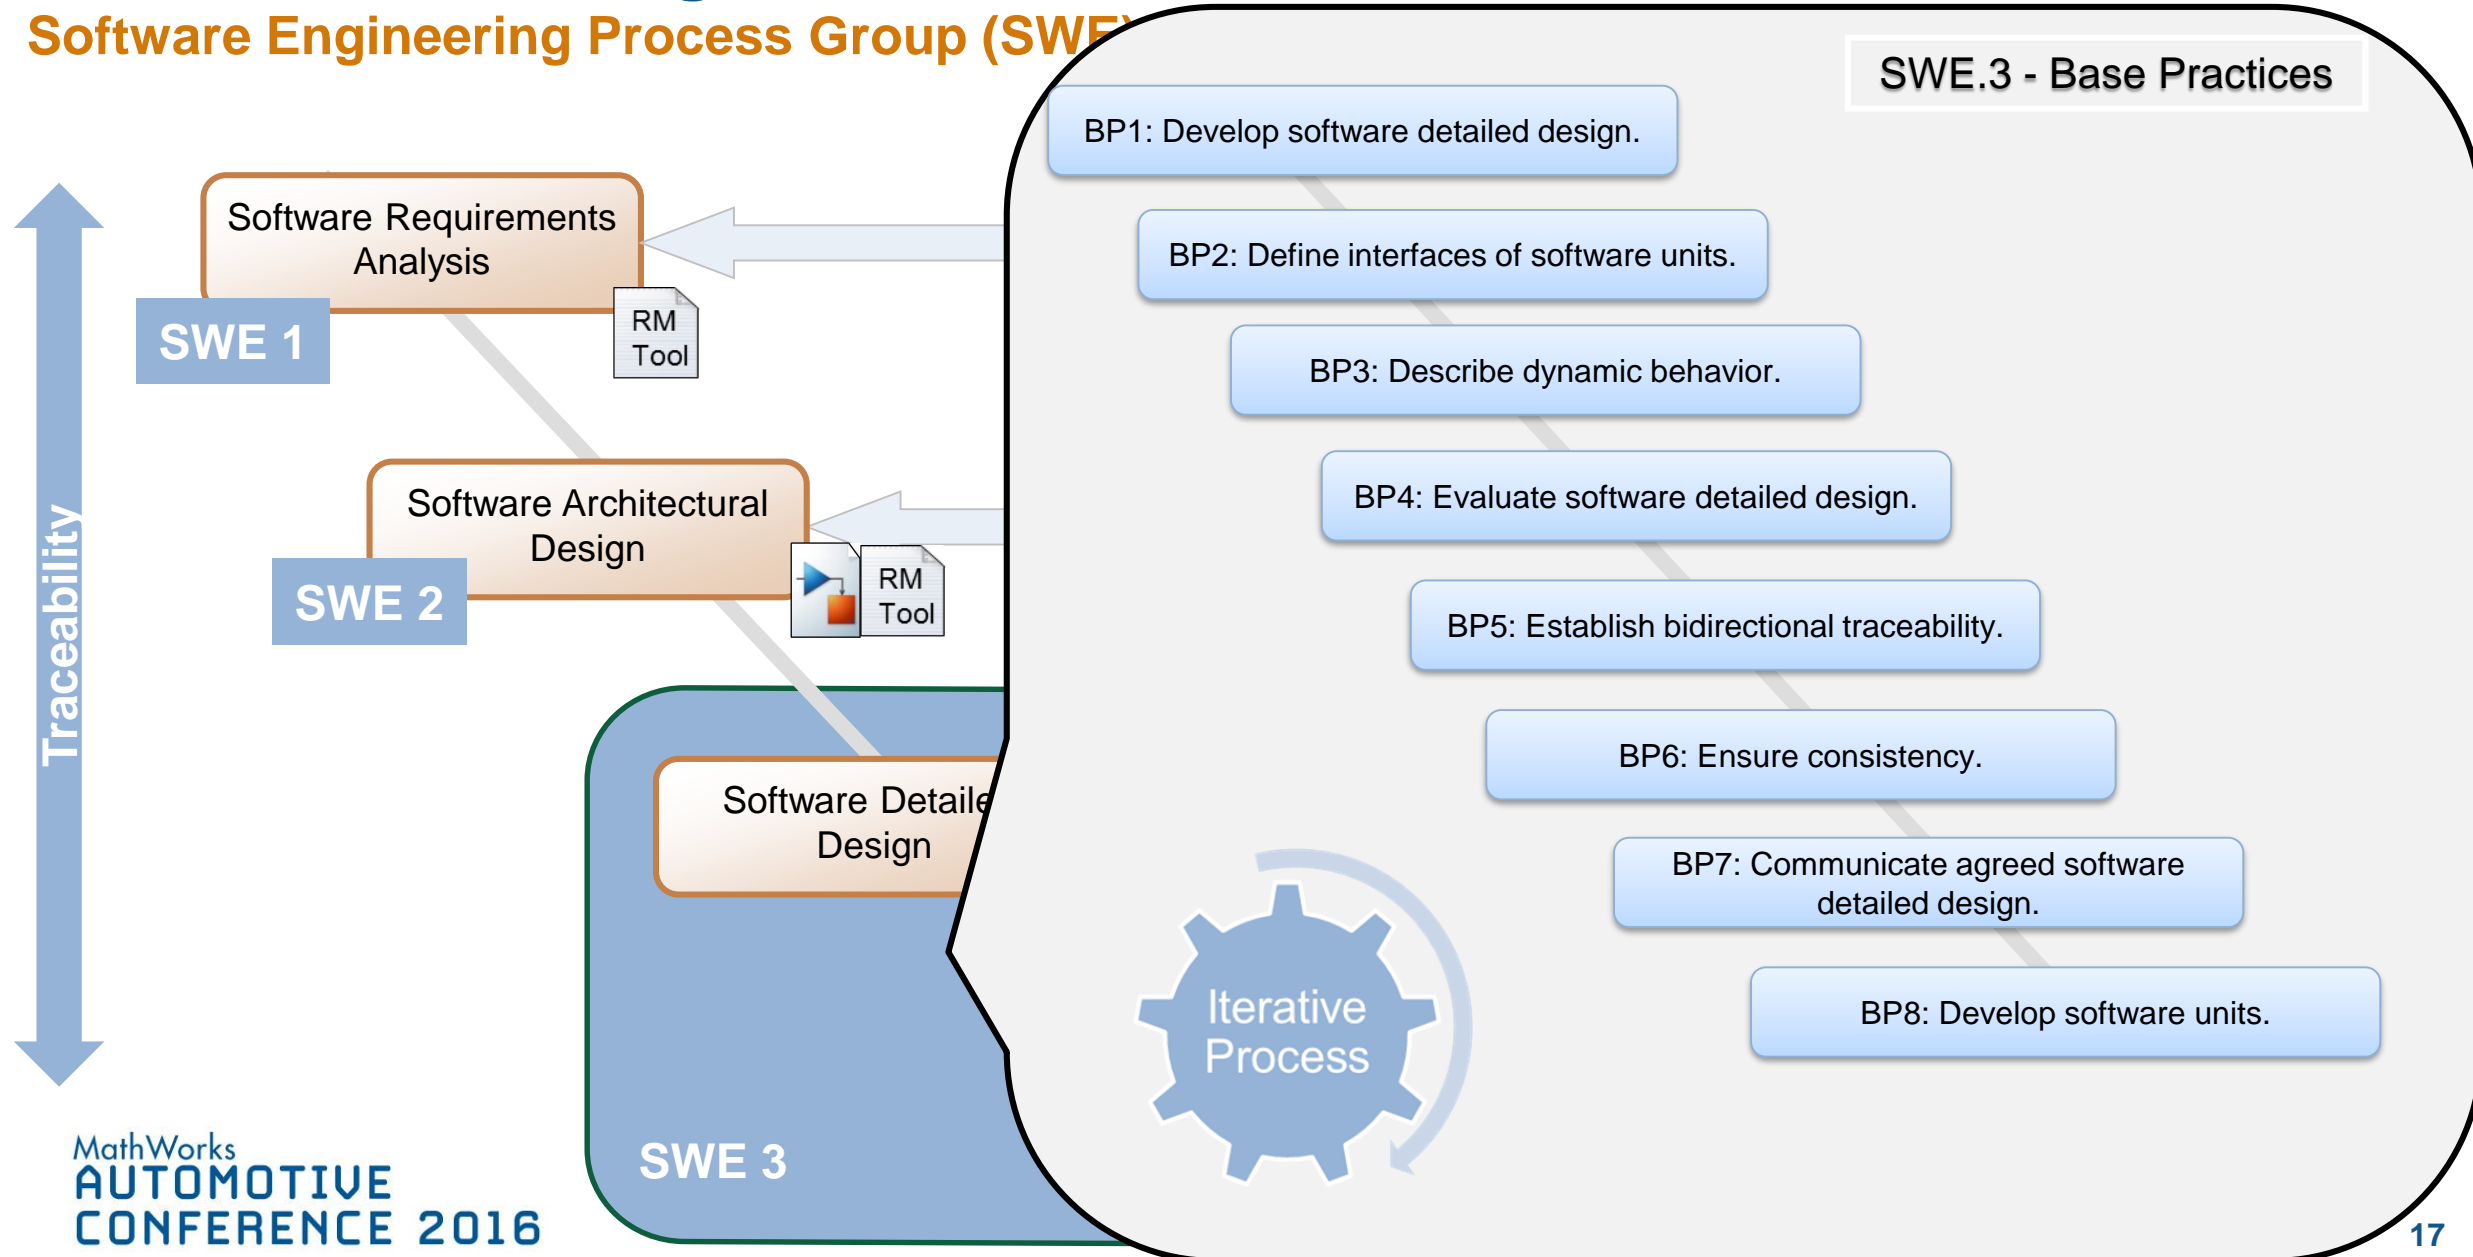 Software Engineering Process Group (SWE)
SWE.3 - Base Practices
BP1: Develop software detailed design.
BP2: Define interfaces of software units.
BP3: Describe dynamic behavior.
BP4: Evaluate software detailed design.
BP5: Establish bidirectional traceability.
BP6: Ensure consistency.
BP7: Communicate agreed software
detailed design.
BP8: Develop software units.
Iterative
Process
Traceability
Software Requirements
Analysis
SWE 1
RM
Tool
Software Architectural
Design
SWE 2
RM
Tool
Software Detaile
Design
SWE 3
MathWorks
AUTOMOTIVE
CONFERENCE 2016
17